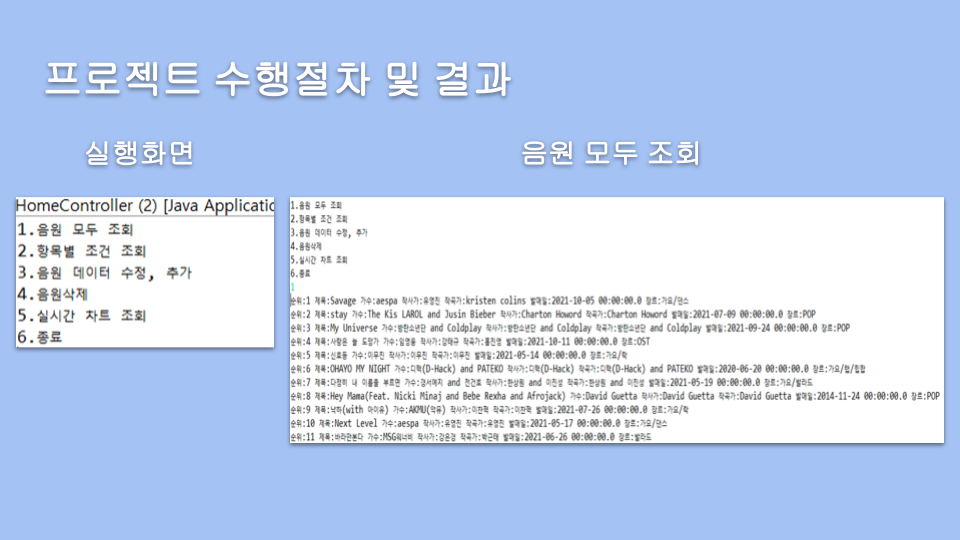 프로젝트 수행절차 및 결과
실행화면
음원 모두 조회
HomeController (2) [Java Applicatio
1.음원 모두 조회
2.항목별 조건 조회
3.음원 데이터 수정, 추가
4.음원삭제
5.실시간 차트 조회
6.종료
1.음원 모두 조회
2.항목별 조건 조회
3.음원 데이터 수정, 추가
4.음원삭제
5.실시간 차트 조회
6.종료
1
순위:1 제목:Savage 가수:aespa 작사가:유영진 작곡가:kristen colins 발매일:2021-10-05 00:00:00.0 장르:가요/댄스
순위:2 제목:stay 가수:The Kis LAROL and Jusin Bieber 작사가:Charton Howord 작곡가:Charton Howord 발매일:2021-07-09 00:00:00.0 장르:POP
순위:3 제목:My Universe 가수:방탄소년단 and Coldplay 작사가:방탄소년단 and Coldplay 작곡가:방탄소년단 and Coldplay 발매일:2021-09-24 00:00:00.0 장르:POP
순위:4 제목:사랑은 늘 도망가 가수:임영웅 작사가:강태규 작곡가:홍진영 발매일:2021-10-11 00:00:00.0 장르:OST
순위:5 제목:신호등 가수:이무진 작사가:이무진 작곡가:이무진 발매일:2021-05-14 00:00:00.0 장르:가요/락
순위:6 제목:OHAYO MY NIGHT 가수:디핵(D-Hack) and PATEKO 작사가:디핵(D-Hack) 작곡가:디핵(D-Hack) and PATEKO 발매일:2020-06-20 00:00:00.0 장르:가요/랩/힙합
순위:7 제목:다정히 내 이름을 부르면 가수:경서예지 and 전건호 작사가:한상원 and 이진성 작곡가:한상원 and 이진성 발매일:2021-05-19 00:00:00.0 장르:가요/발라드
순위:8 제목:Hey Mama(Feat. Nicki Minaj and Bebe Rexha and Afrojack) 가수:David Guetta 작사가:David Guetta 작곡가:David Guetta 발매일:2014-11-24 00:00:00.0 장르:POP
순위:9 제목:낙하(with 아이유) 가수:AKMU(악뮤) 작사가:이찬혁 작곡가:이찬혁 발매일:2021-07-26 00:00:00.0 장르:가요/락
순위:10 제목:Next Level 가수:aespa 작사가:유영진 작곡가:유영진 발매일:2021-05-17 00:00:00.0 장르:가요/댄스
순위:11 제목:바라만본다 가수:MSG워너비 작사가:강은경 작곡가:박근태 발매일:2021-06-26 00:00:00.0 장르:발라드